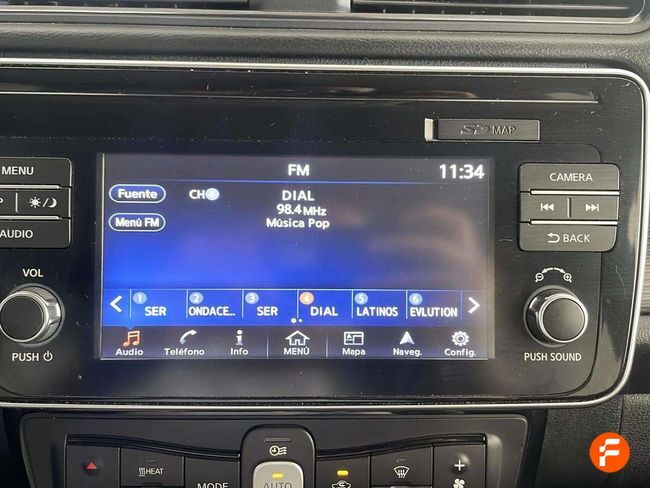 SD MAP
MENU
AUDIO
VOL
PUSH
FM
11:34
Fuente
CH 4
DIAL
98.4 MHz
Menú FM
Música Pop
1 SER
2 ONDACE...
3 SER
4 DIAL
5 LATINOS
6 EVLUTION
Audio
Teléfono
Info
MENÚ
Mapa
Naveg.
Config.
CAMERA
BACK
PUSH SOUND
HEAT
MODE
AUTO